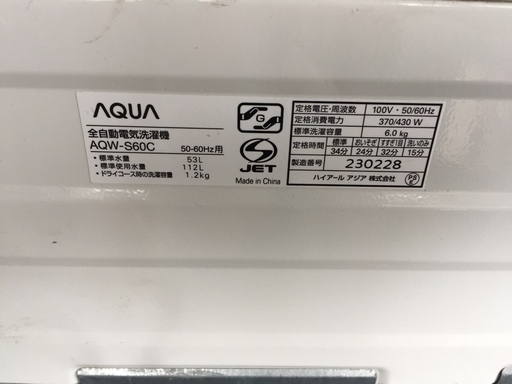 AQUA
全自動電気洗濯機
AQW-S60C 50-60Hz用
• 標準水量 53L
• 標準使用水量 112L
• ドライコース時の洗濯容量 1.2kg
G
S
JET
Made in China
定格電圧・周波数 100V・50/60Hz
定格消費電力 370/430 W
標準洗濯容量 6.0 kg
定格時間 標準 おいそぎ すすぎ1回 洗いのみ
34分 24分 32分 15分
製造番号 230228
ハイアール アジア 株式会社
PS
E